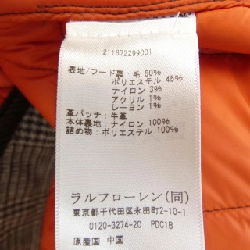 211872299001
表地/フード裏:毛 50%
ポリエステル 45%
ナイロン 3%
アクリル 1%
レーヨン 1%
革パッチ:牛革
本体裏地:ナイロン 100%
詰め物:ポリエステル 100%
ラルフローレン(同)
東京都千代田区永田町2-10-1
0120-3274-20 PDC18
原産国 中国